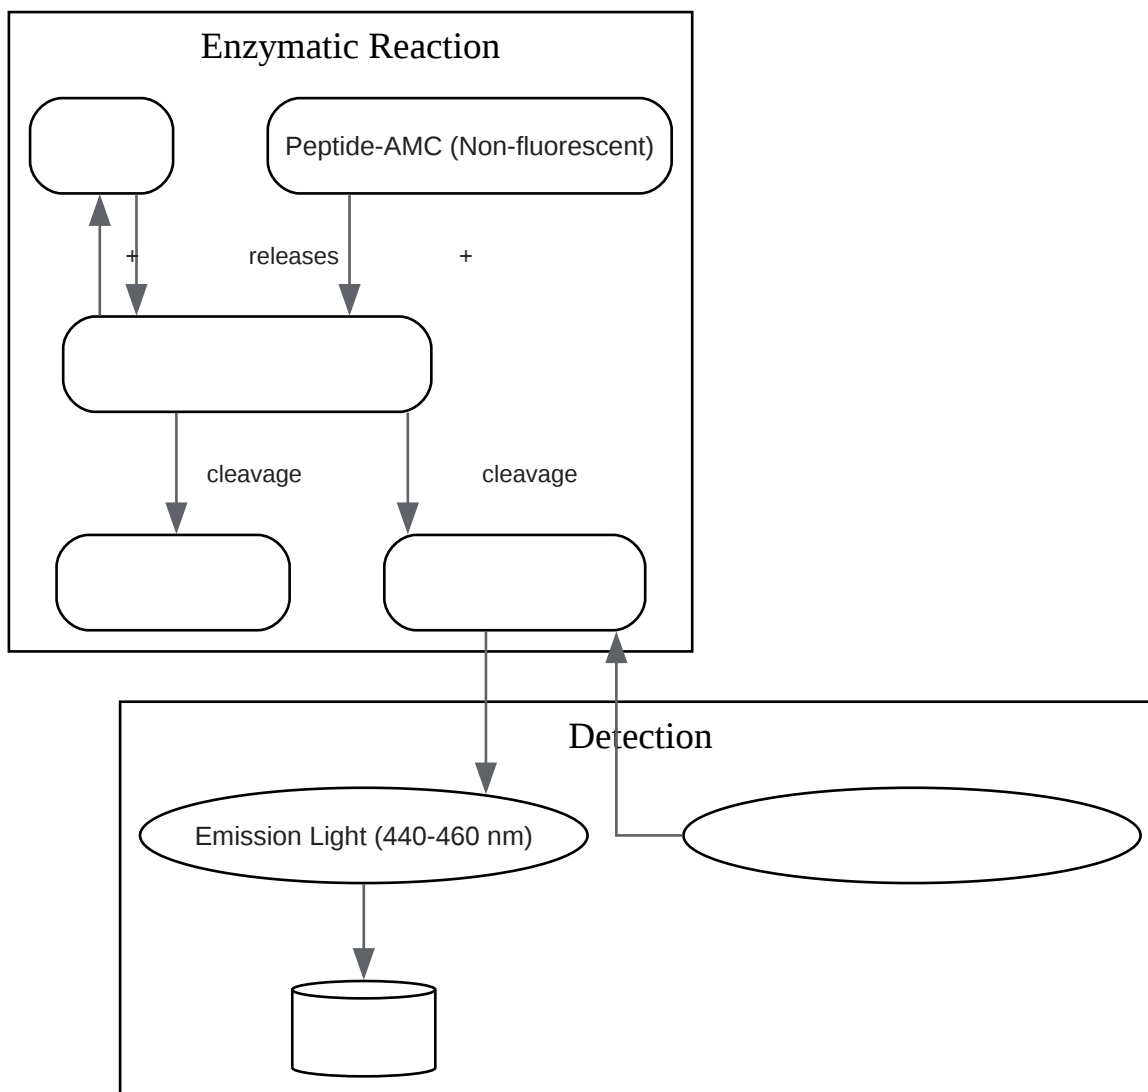 Enzymatic Reaction
Peptide-AMC (Non-fluorescent)
+
releases
+
cleavage
cleavage
Detection
Emission Light (440-460 nm)